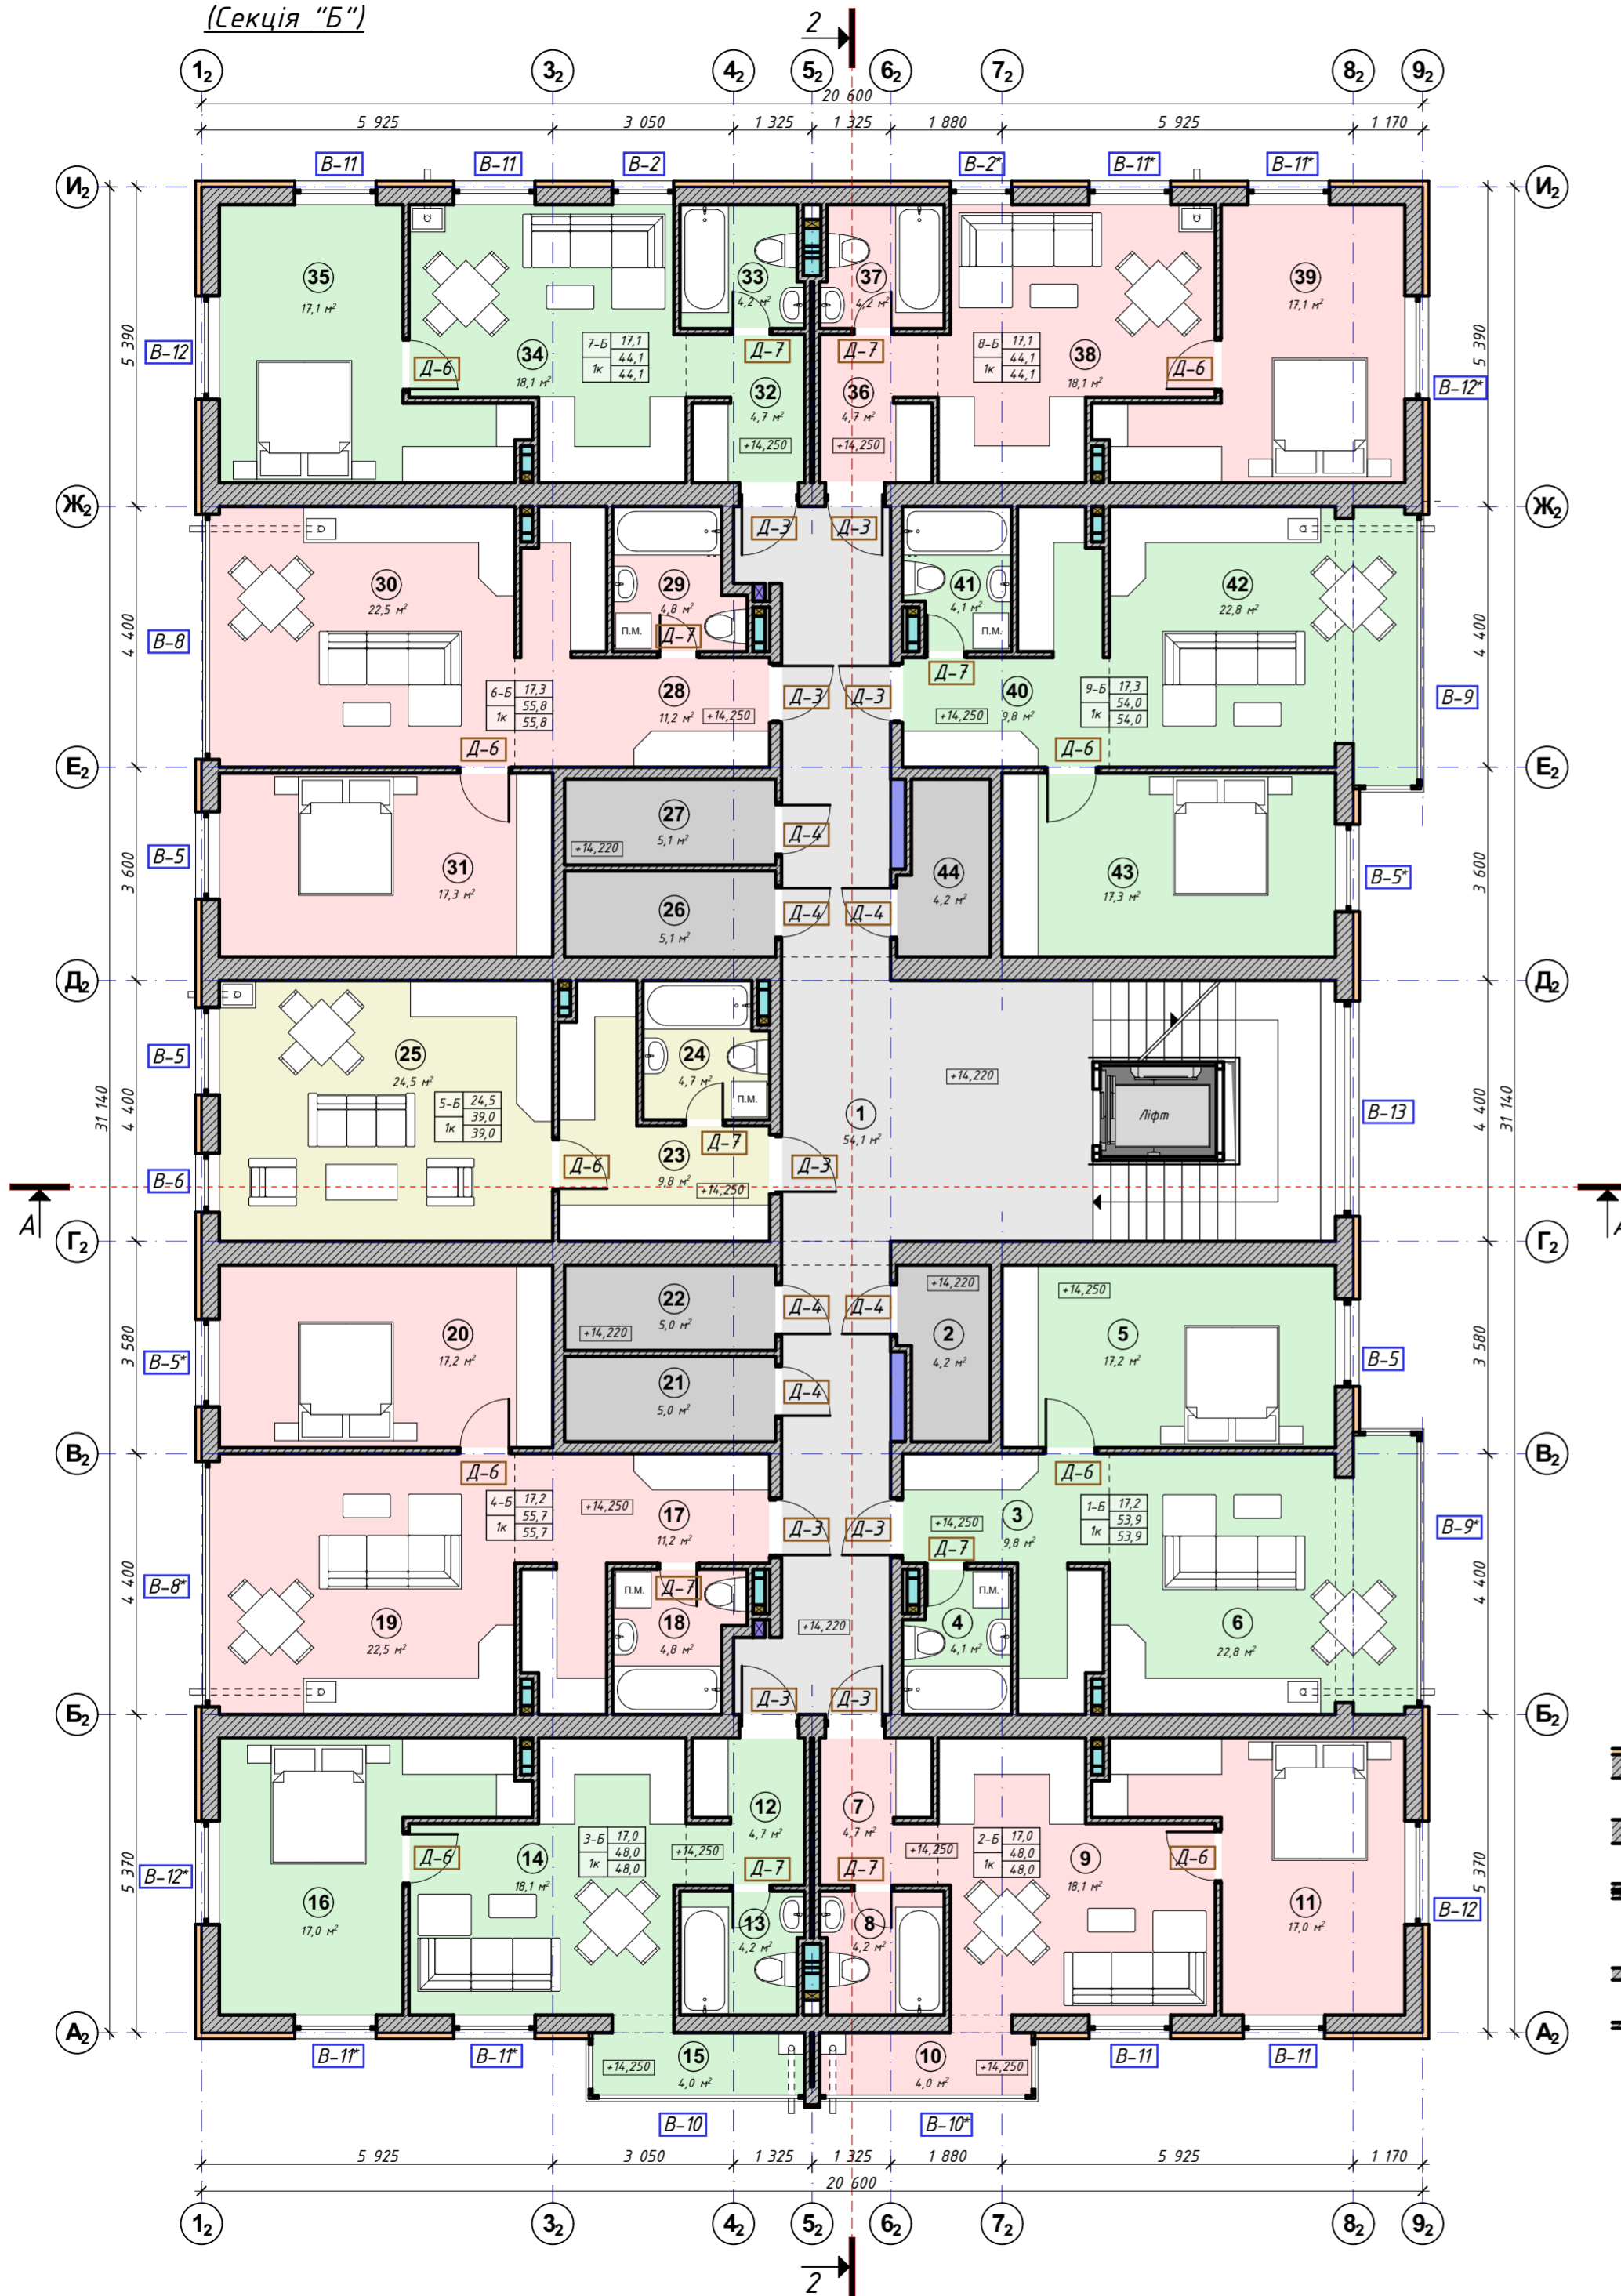 (Секція "Б")
2
1₂ 3₂ 4₂ 5₂ 6₂ 7₂ 8₂ 9₂
20 600
5 925 3 050 1 325 1 325 1 880 5 925 1 170
В-11 В-11 В-2 В-2* В-11* В-11*
И₂ И₂
35 17,1 м²
33 4,2 м²
37 4,2 м²
39 17,1 м²
5 390 В-12 Д-6
34 18,1 м²
7-Б 17,1
1к 44,1
44,1
Д-7 Д-7
8-Б 17,1
1к 44,1
44,1
38 18,1 м²
Д-6 В-12* 5 390
32 4,7 м²
36 4,7 м²
+14,250 +14,250
Ж₂ Ж₂
Д-3 Д-3
30 22,5 м²
29 4,8 м²
41 4,1 м²
42 22,8 м²
4 400 В-8 п.м. Д-7 п.м. 4 400
Д-7
6-Б 17,3
1к 55,8
55,8
28 11,2 м²
+14,250
Д-3 Д-3
40 9,8 м²
+14,250
9-Б 17,3
1к 54,0
54,0
В-9
Д-6 Д-6
Е₂ Е₂
27 5,1 м²
+14,220
Д-4
3 600 В-5
31 17,3 м²
26 5,1 м²
Д-4 Д-4
44 4,2 м²
43 17,3 м²
В-5* 3 600
Д₂ Д₂
В-5
25 24,5 м²
24 4,7 м²
п.м.
+14,220
31 140 4 400
5-Б 24,5
1к 39,0
39,0
1 54,1 м²
Ліфт
В-13 4 400 31 140
Д-7
В-6 Д-6
23 9,8 м²
+14,250
Д-3
А А
Г₂ Г₂
+14,220 +14,250
22 5,0 м²
+14,220
Д-4 Д-4
3 580 В-5*
20 17,2 м²
2 4,2 м²
5 17,2 м²
В-5 3 580
21 5,0 м²
Д-4
В₂ В₂
Д-6 Д-6
4-Б 17,2
1к 55,7
55,7
+14,250
17 11,2 м²
Д-3 Д-3
+14,250
3 9,8 м²
1-Б 17,2
1к 53,9
53,9
В-9*
Д-7
4 400 В-8* п.м. Д-7 п.м. 4 400
19 22,5 м²
18 4,8 м²
+14,220
4 4,1 м²
6 22,8 м²
Д-3 Д-3
Б₂ Б₂
12 4,7 м²
7 4,7 м²
5 370 В-12* Д-6
14 18,1 м²
3-Б 17,0
1к 48,0
48,0
+14,250
Д-7 Д-7
+14,250
2-Б 17,0
1к 48,0
48,0
9 18,1 м²
Д-6 В-12 5 370
16 17,0 м²
13 4,2 м²
8 4,2 м²
11 17,0 м²
А₂ А₂
В-11* В-11*
+14,250
15 4,0 м²
10 4,0 м²
+14,250
В-11 В-11
В-10 В-10*
5 925 3 050 1 325 1 325 1 880 5 925 1 170
20 600
1₂ 3₂ 4₂ 5₂ 6₂ 7₂ 8₂ 9₂
2